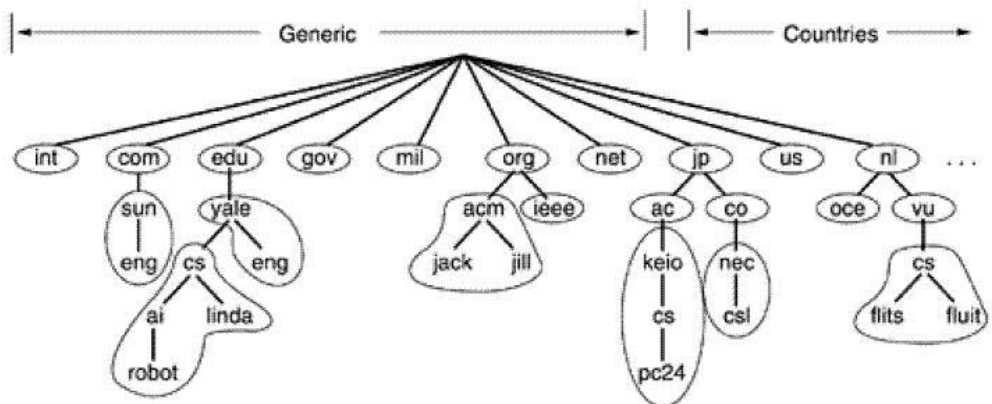 Generic Countries
int com edu gov mil org net jp us nl ...
sun yale acm ieee ac co oce vu
eng cs eng jack jill keio nec cs
ai linda cs csl flits fluit
robot pc24